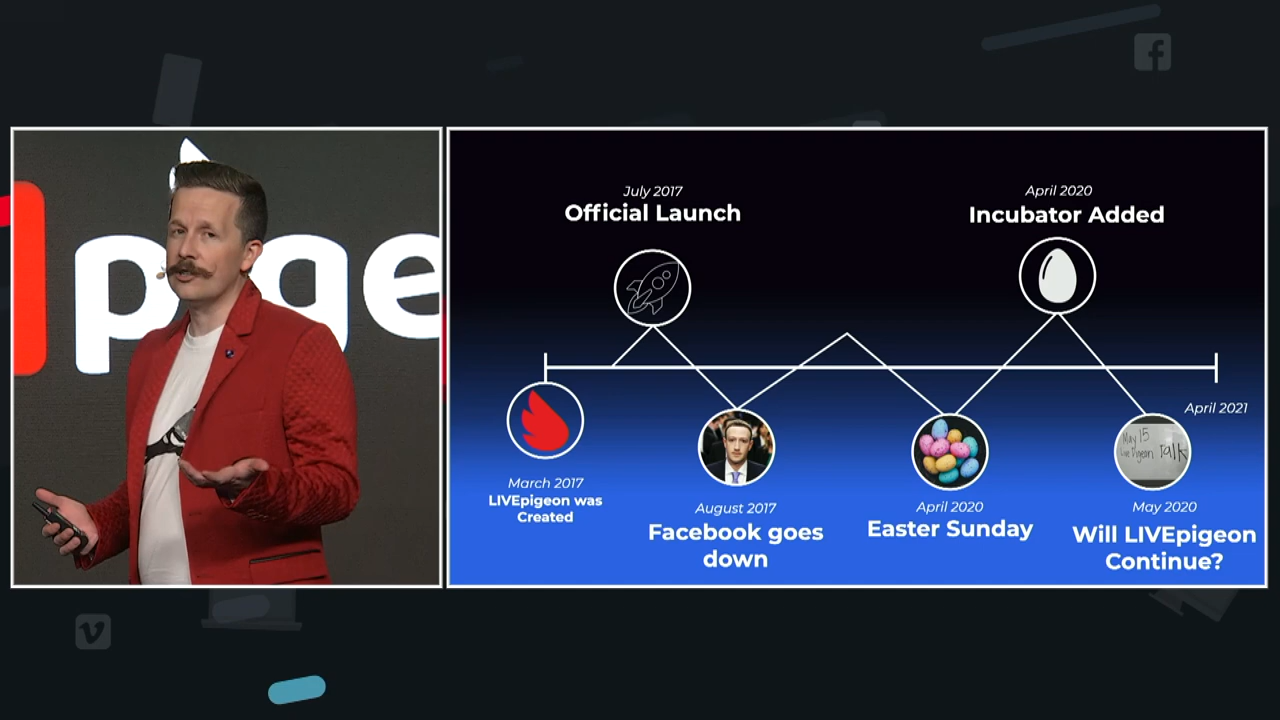 pige
July 2017
Official Launch
April 2020
Incubator Added
April 2021
March 2017
LIVEpigeon was
Created
August 2017
Facebook goes
down
April 2020
Easter Sunday
May 15
Live Pigeon Talk
May 2020
Will LIVEpigeon
Continue?